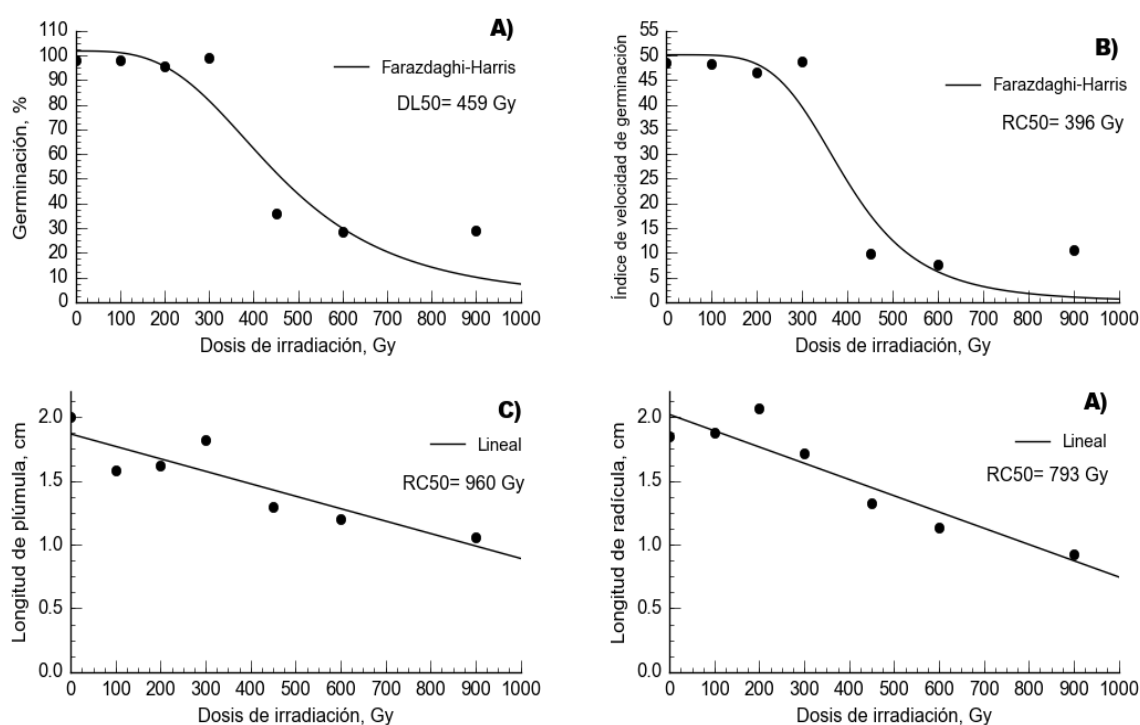 A)
Germinación, %
110
100
90
80
70
60
50
40
30
20
10
0
Farazdaghi-Harris
DL50= 459 Gy
0 100 200 300 400 500 600 700 800 900 1000
Dosis de irradiación, Gy
B)
Índice de velocidad de germinación
55
50
45
40
35
30
25
20
15
10
5
0
Farazdaghi-Harris
RC50= 396 Gy
0 100 200 300 400 500 600 700 800 900 1000
Dosis de irradiación, Gy
C)
Longitud de plúmula, cm
2.0
1.5
1.0
0.5
0.0
Lineal
RC50= 960 Gy
0 100 200 300 400 500 600 700 800 900 1000
Dosis de irradiación, Gy
A)
Longitud de radícula, cm
2.0
1.5
1.0
0.5
0.0
Lineal
RC50= 793 Gy
0 100 200 300 400 500 600 700 800 900 1000
Dosis de irradiación, Gy